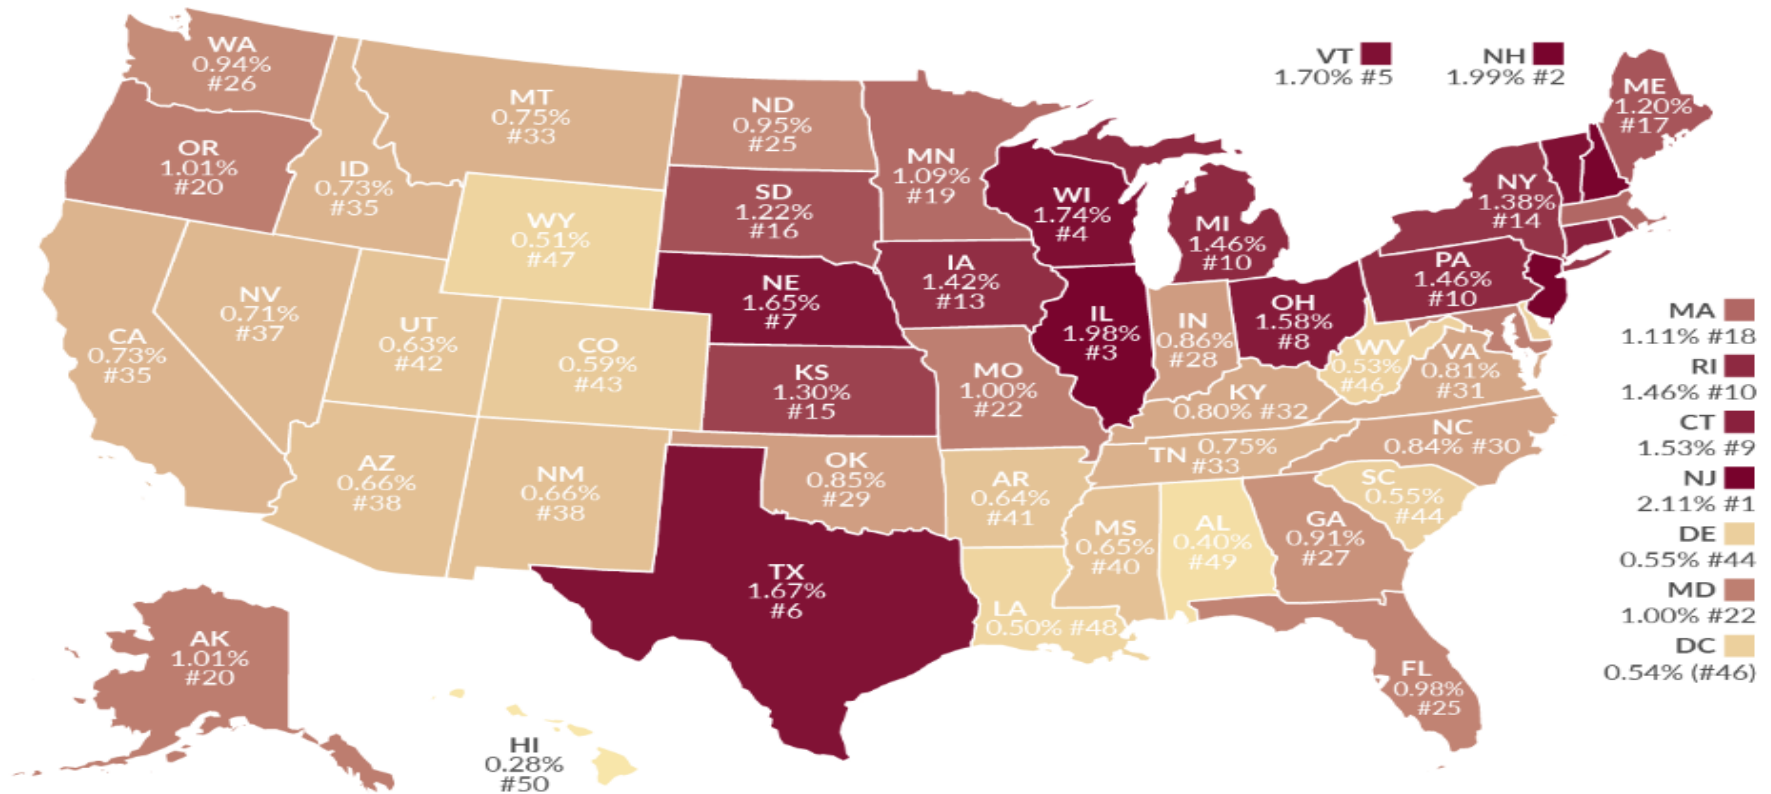 WA
0.94%
#26
OR
1.01%
#20
CA
0.73%
#35
NV
0.71%
#37
ID
0.73%
#35
MT
0.75%
#33
WY
0.51%
#47
UT
0.63%
#42
CO
0.59%
#43
AZ
0.66%
#38
NM
0.66%
#38
ND
0.95%
#25
SD
1.22%
#16
NE
1.65%
#7
KS
1.30%
#15
OK
0.85%
#29
TX
1.67%
#6
MN
1.09%
#19
IA
1.42%
#13
MO
1.00%
#22
AR
0.64%
#41
LA
0.50% #48
WI
1.74%
#4
IL
1.98%
#3
MI
1.46%
#10
IN
0.86%
#28
OH
1.58%
#8
KY
0.80% #32
TN 0.75%
#33
MS
0.65%
#40
AL
0.40%
#49
GA
0.91%
#27
FL
0.98%
#25
SC
0.55%
#44
NC
0.84% #30
VA
0.81%
#31
WV
0.53%
#46
PA
1.46%
#10
NY
1.38%
#14
ME
1.20%
#17
VT
1.70% #5
NH
1.99% #2
MA
1.11% #18
RI
1.46% #10
CT
1.53% #9
NJ
2.11% #1
DE
0.55% #44
MD
1.00% #22
DC
0.54% (#46)
AK
1.01%
#20
HI
0.28%
#50